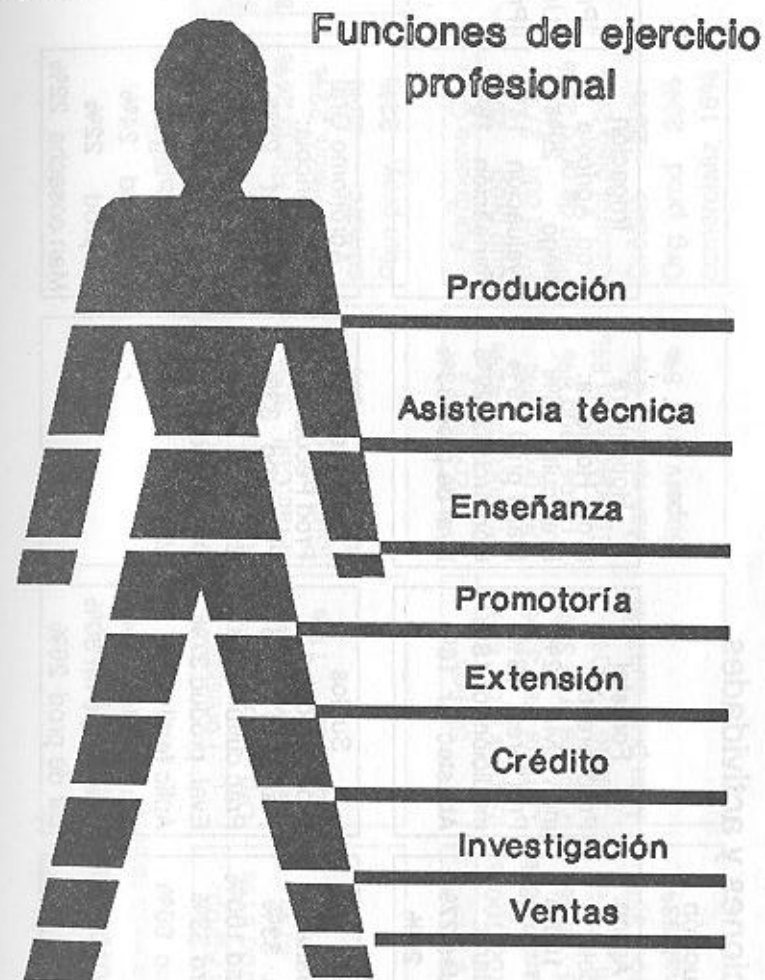 Funciones del ejercicio
profesional
Producción
Asistencia técnica
Enseñanza
Promotoría
Extensión
Crédito
Investigación
Ventas